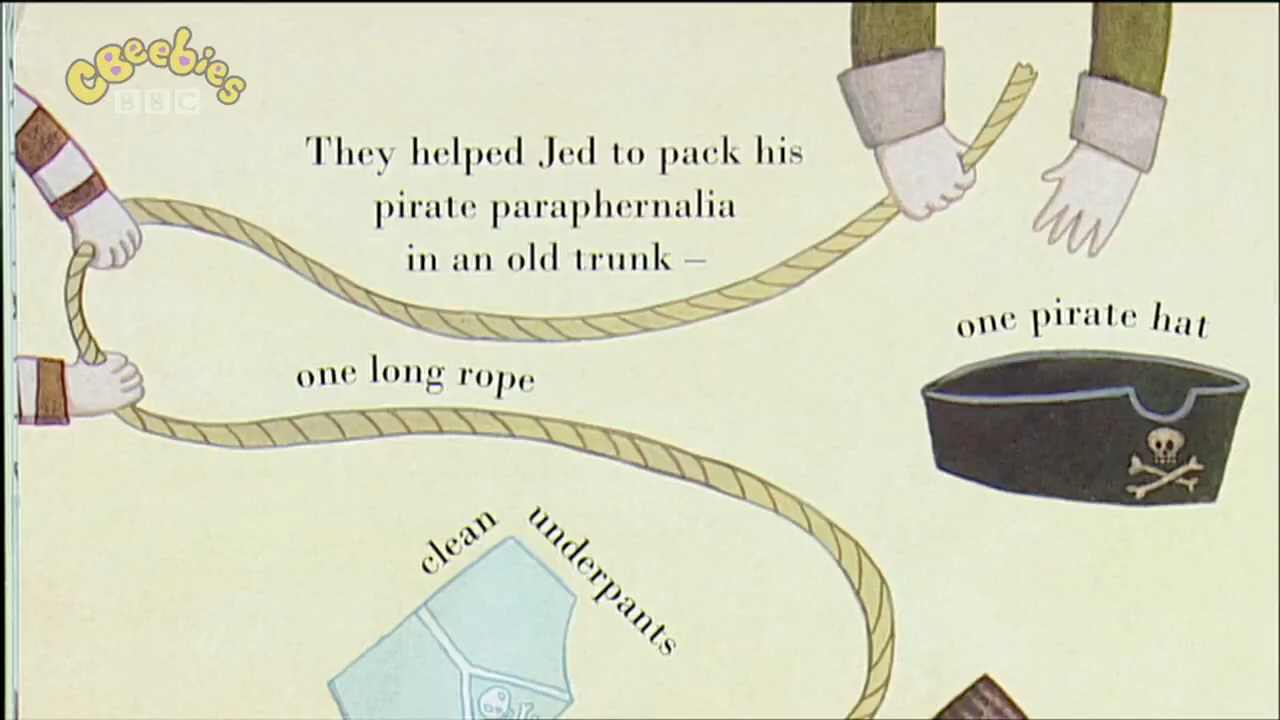 CBeebies
BBC
They helped Jed to pack his
pirate paraphernalia
in an old trunk –
one pirate hat
one long rope
clean underpants